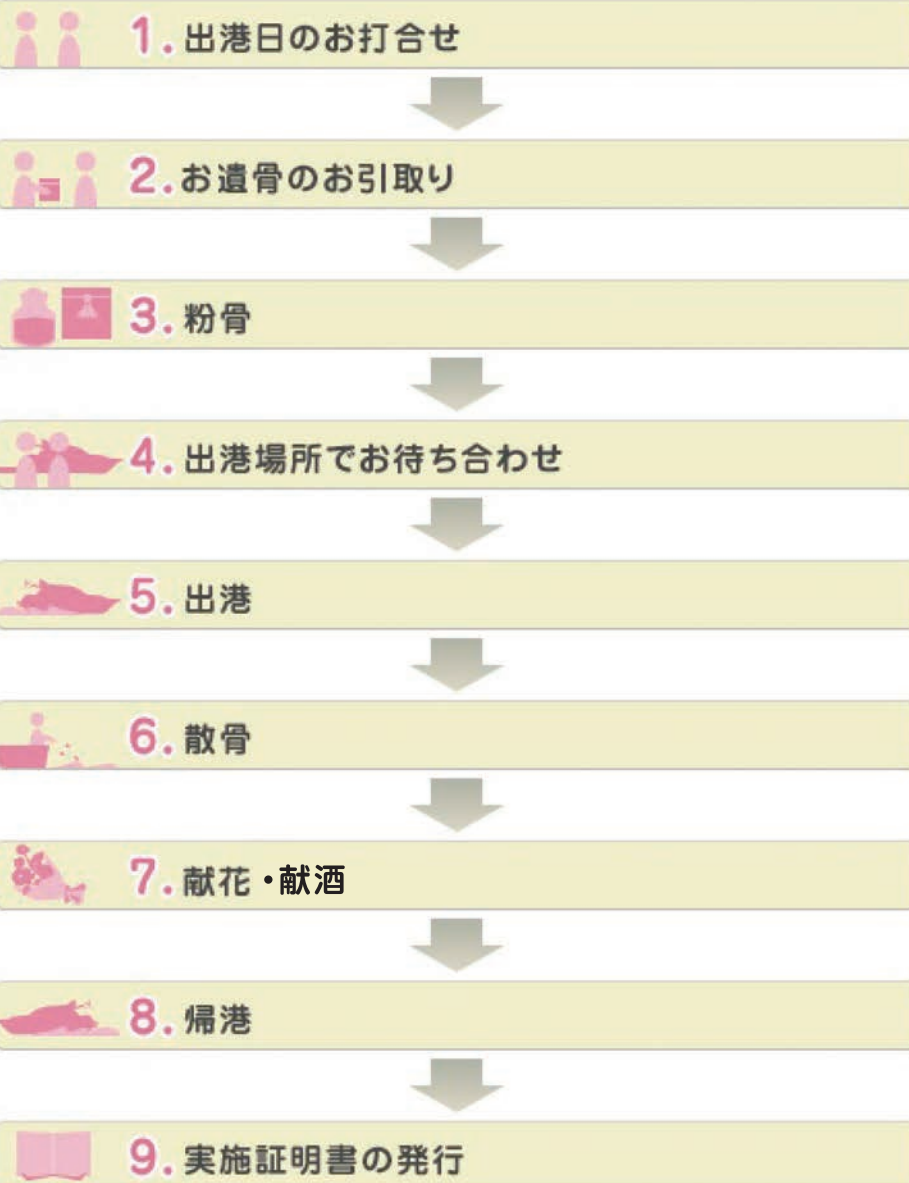 1.出港日のお打合せ
2.お遺骨のお引取り
3.粉骨
4.出港場所でお待ち合わせ
5.出港
6.散骨
7.献花・献酒
8.帰港
9.実施証明書の発行